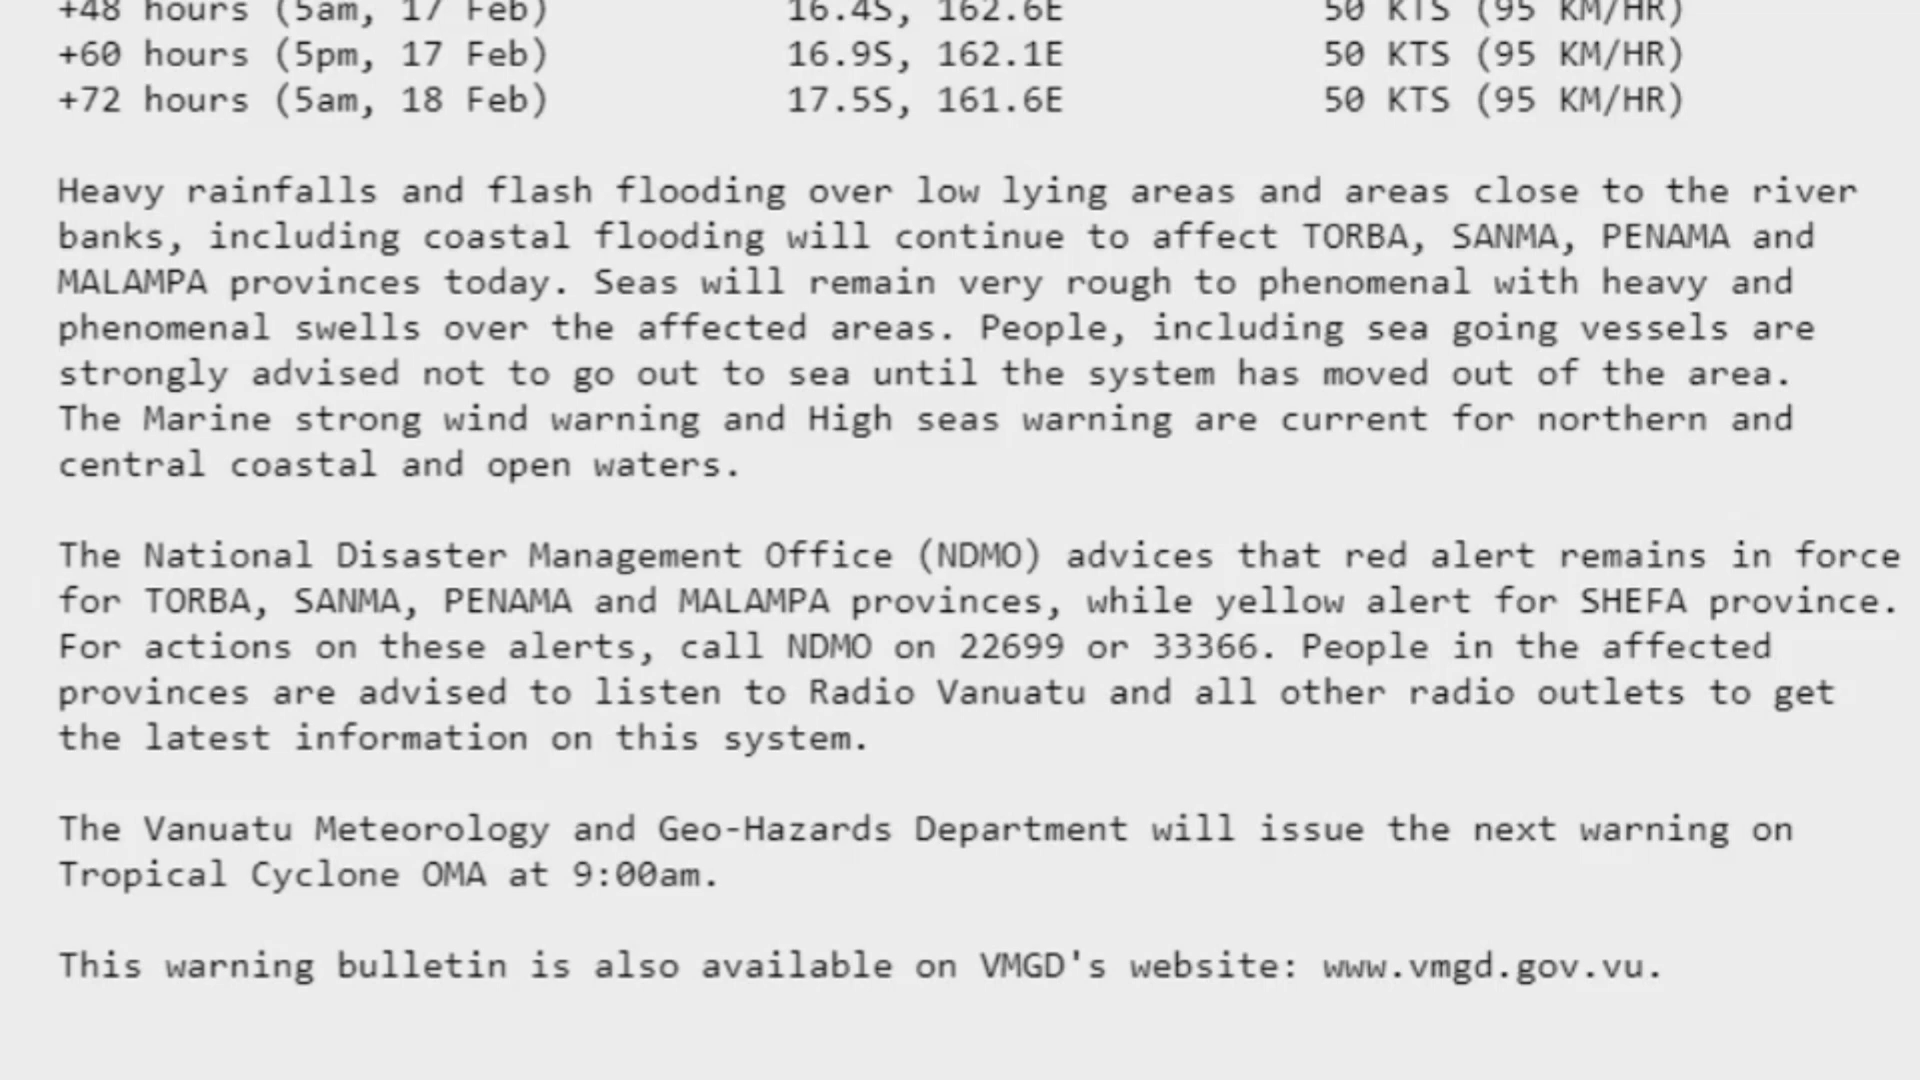 +48 hours (5am, 17 Feb) 16.4S, 162.6E 50 KTS (95 KM/HR)
+60 hours (5pm, 17 Feb) 16.9S, 162.1E 50 KTS (95 KM/HR)
+72 hours (5am, 18 Feb) 17.5S, 161.6E 50 KTS (95 KM/HR)
Heavy rainfalls and flash flooding over low lying areas and areas close to the river
banks, including coastal flooding will continue to affect TORBA, SANMA, PENAMA and
MALAMPA provinces today. Seas will remain very rough to phenomenal with heavy and
phenomenal swells over the affected areas. People, including sea going vessels are
strongly advised not to go out to sea until the system has moved out of the area.
The Marine strong wind warning and High seas warning are current for northern and
central coastal and open waters.
The National Disaster Management Office (NDMO) advices that red alert remains in force
for TORBA, SANMA, PENAMA and MALAMPA provinces, while yellow alert for SHEFA province.
For actions on these alerts, call NDMO on 22699 or 33366. People in the affected
provinces are advised to listen to Radio Vanuatu and all other radio outlets to get
the latest information on this system.
The Vanuatu Meteorology and Geo-Hazards Department will issue the next warning on
Tropical Cyclone OMA at 9:00am.
This warning bulletin is also available on VMGD's website: www.vmgd.gov.vu.